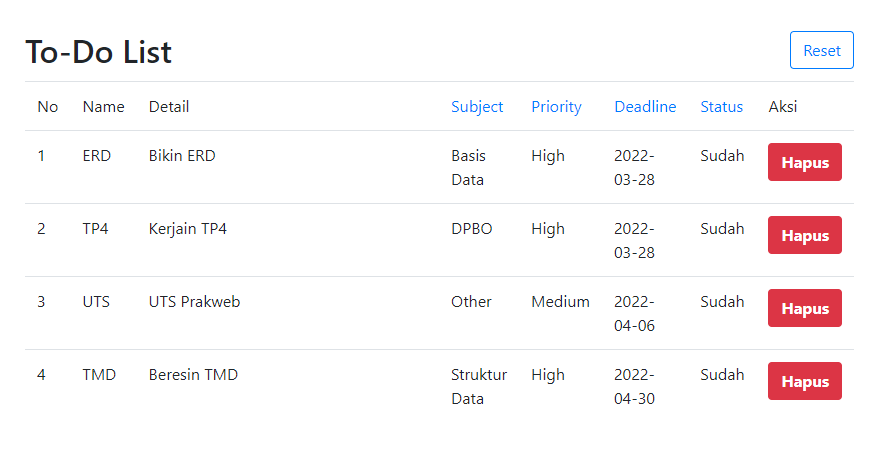 To-Do List Reset
No Name Detail Subject Priority Deadline Status Aksi
1 ERD Bikin ERD Basis High 2022- Sudah Hapus
Data 03-28
2 TP4 Kerjain TP4 DPBO High 2022- Sudah Hapus
03-28
3 UTS UTS Prakweb Other Medium 2022- Sudah Hapus
04-06
4 TMD Beresin TMD Struktur High 2022- Sudah Hapus
Data 04-30